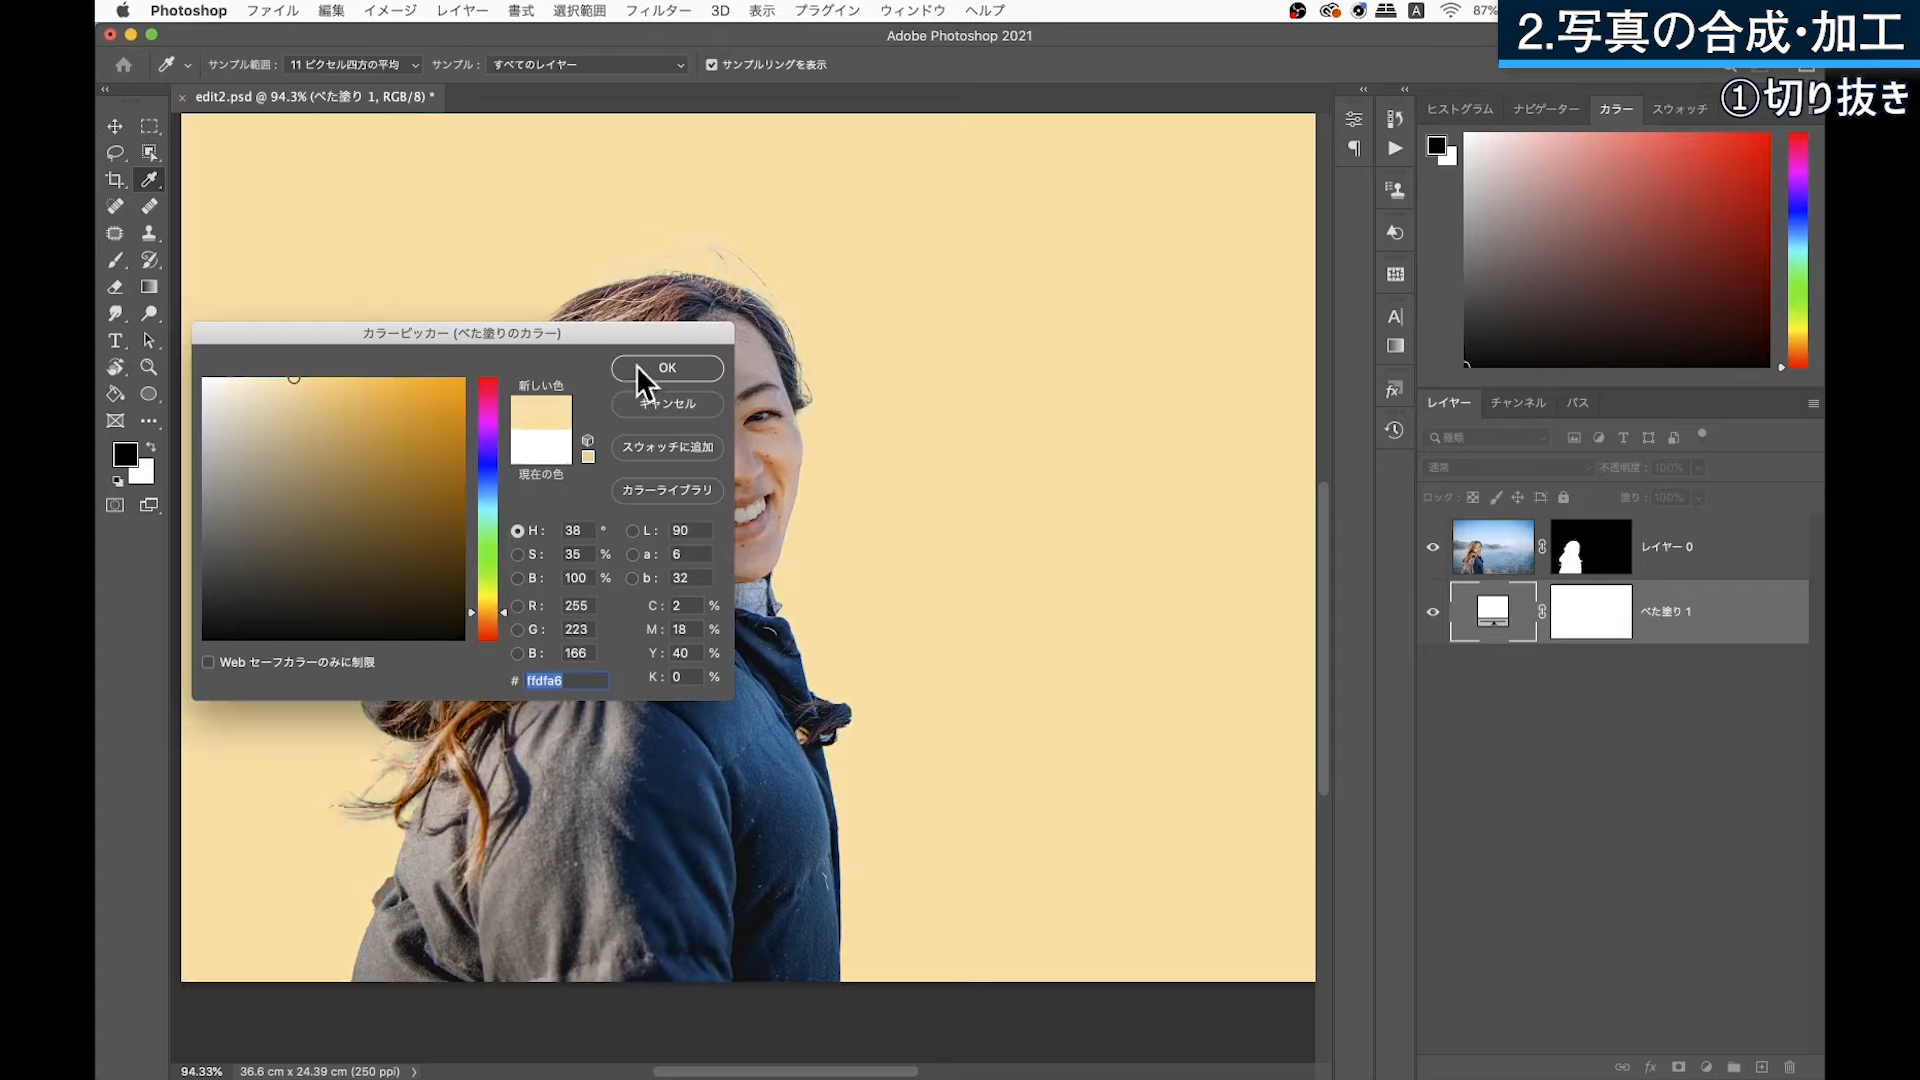 Photoshop ファイル 編集 イメージ レイヤー 書式 選択範囲 フィルター 3D 表示 プラグイン ウィンドウ ヘルプ
A 87%
2.写真の合成・加工
①切り抜き
Adobe Photoshop 2021
サンプル範囲： 11 ピクセル四方の平均 サンプル： すべてのレイヤー サンプルリングを表示
× edit2.psd @ 94.3% (べた塗り 1, RGB/8) *
ヒストグラム ナビゲーター カラー スウォッチ
カラーピッカー (べた塗りのカラー)
新しい色
現在の色
OK
キャンセル
スウォッチに追加
カラーライブラリ
H： 38 ° L： 90
S： 35 % a： 6
B： 100 % b： 32
R： 255 C： 2 %
G： 223 M： 18 %
B： 166 Y： 40 %
# ffdfa6 K： 0 %
Web セーフカラーのみに制限
レイヤー チャンネル パス
種類
通常 不透明度： 100%
ロック： 塗り： 100%
レイヤー 0
べた塗り 1
fx
94.33% 36.6 cm x 24.39 cm (250 ppi)